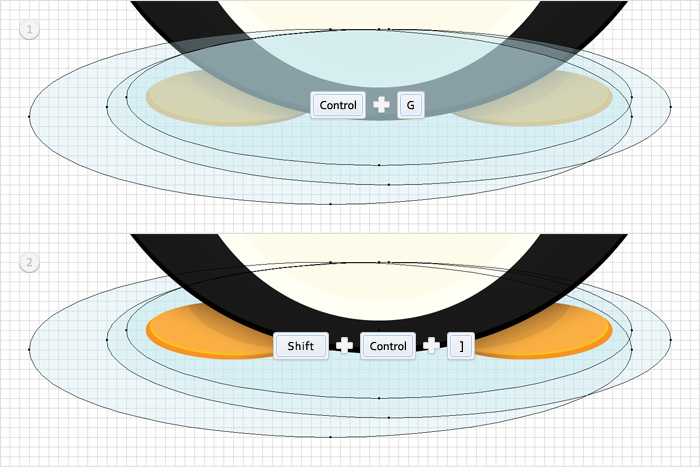 1
Control + G
2
Shift + Control + ]